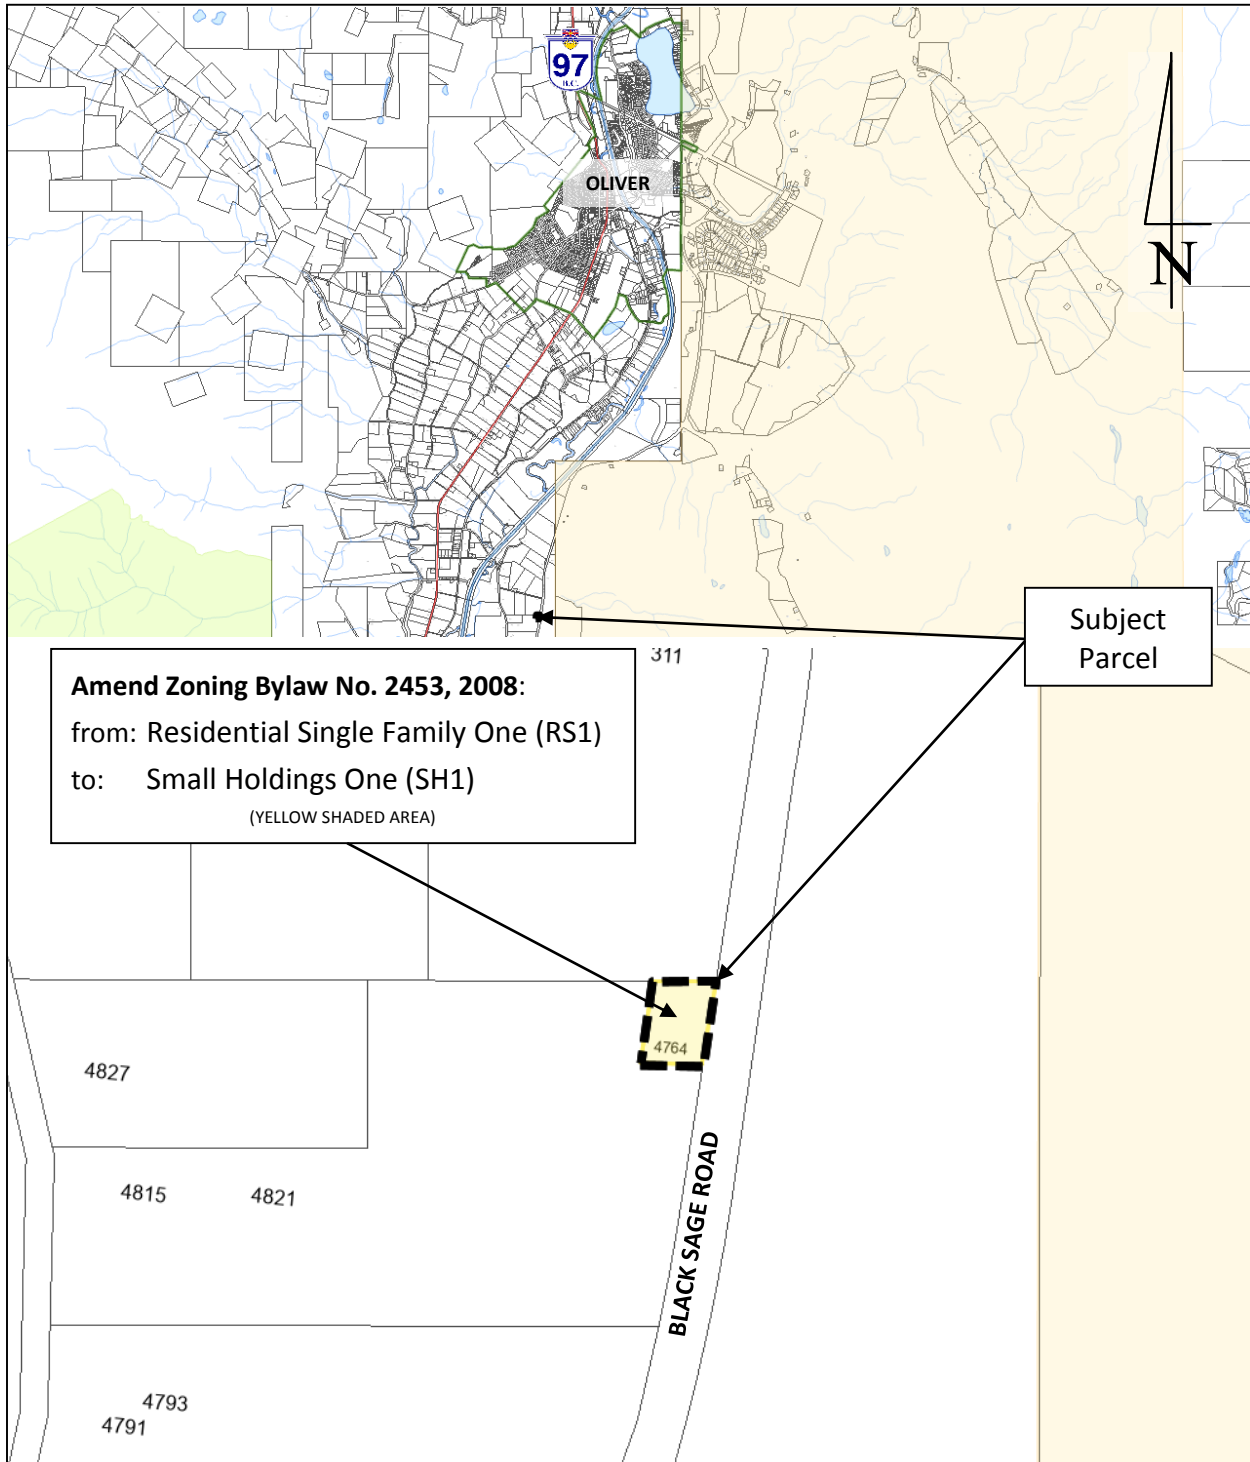 97
B.C.
OLIVER
N
Subject
Parcel
311
Amend Zoning Bylaw No. 2453, 2008:
from: Residential Single Family One (RS1)
to: Small Holdings One (SH1)
(YELLOW SHADED AREA)
4764
4827
4815
4821
BLACK SAGE ROAD
4793
4791